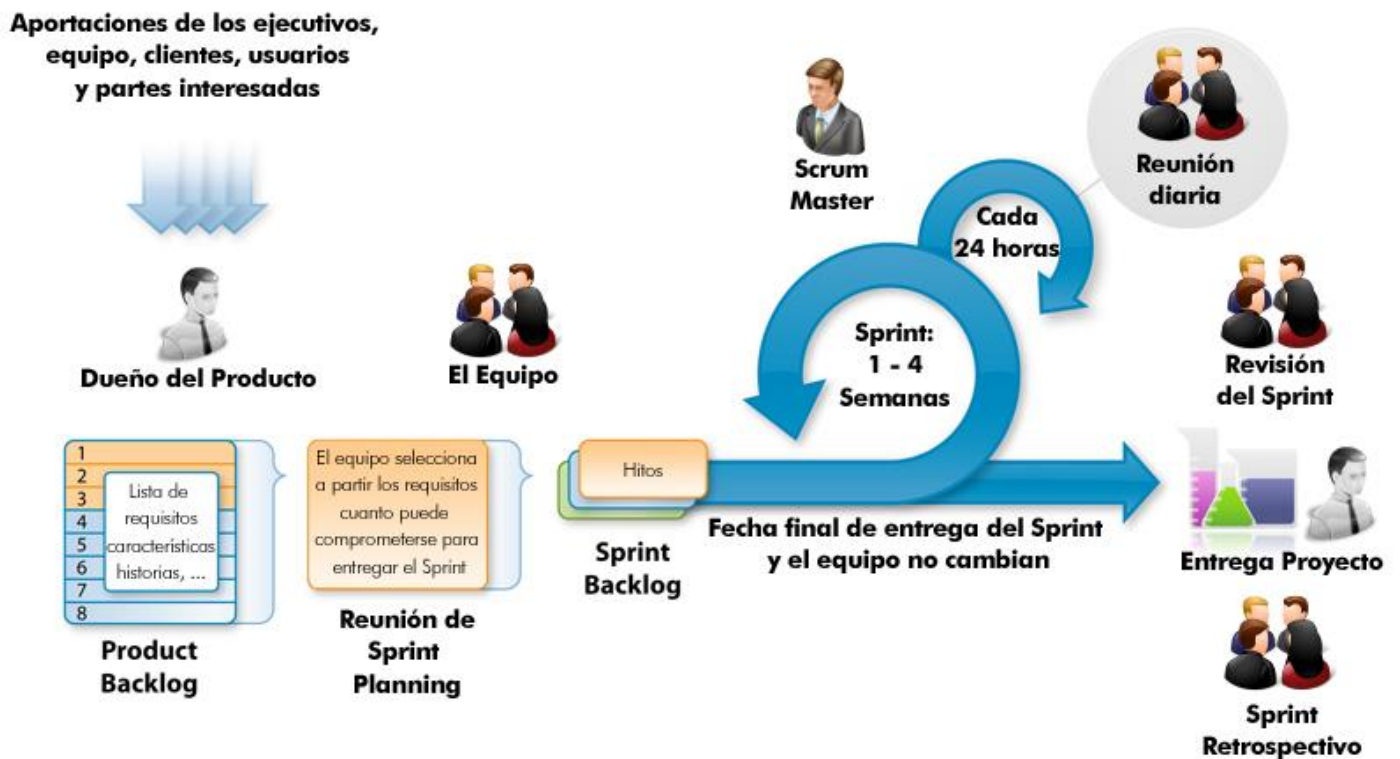 Aportaciones de los ejecutivos,
equipo, clientes, usuarios
y partes interesadas
Dueño del Producto
El Equipo
Scrum
Master
Cada
24 horas
Reunión
diaria
Sprint:
1 - 4
Semanas
Revisión
del Sprint
1
2
3
4
5
6
7
8
Lista de
requisitos
características
historias, ...
Product
Backlog
El equipo selecciona
a partir los requisitos
cuanto puede
comprometerse para
entregar el Sprint
Reunión de
Sprint
Planning
Hitos
Sprint
Backlog
Fecha final de entrega del Sprint
y el equipo no cambian
Entrega Proyecto
Sprint
Retrospectivo